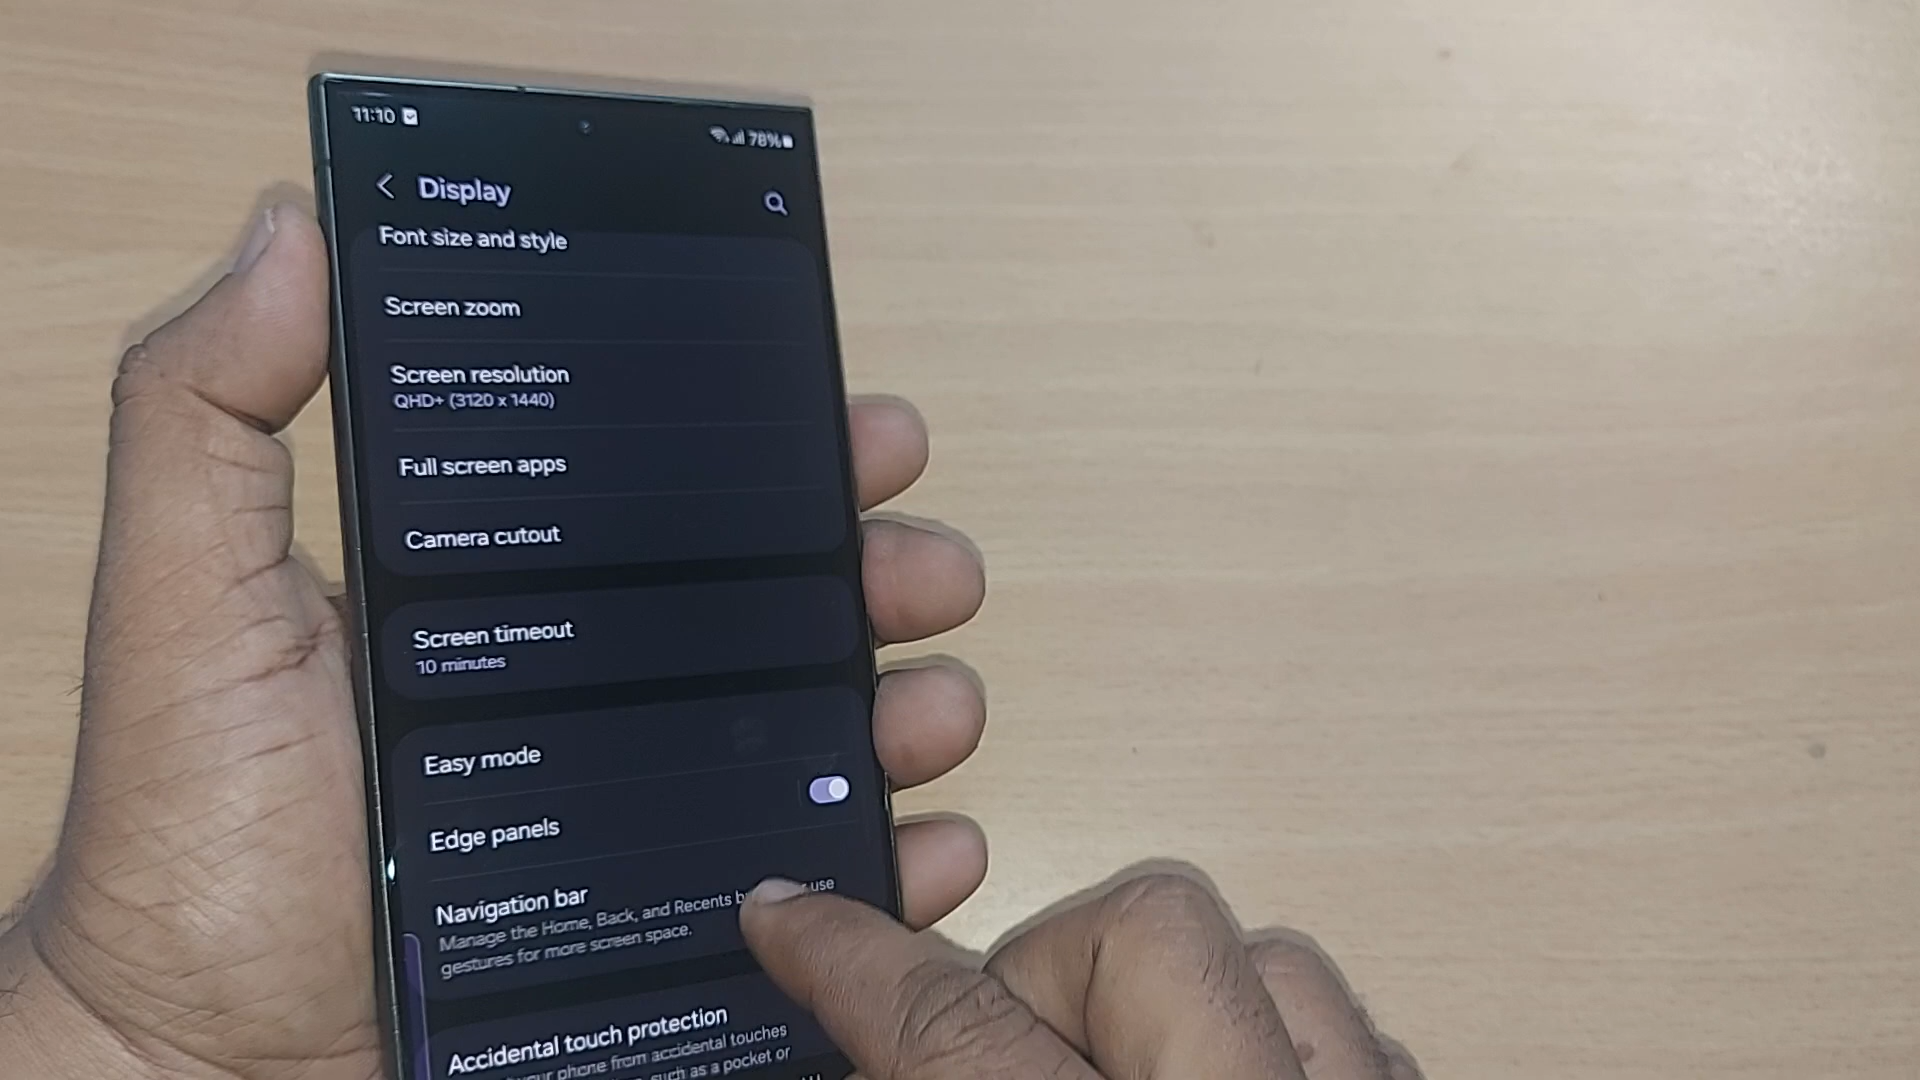 11:10
78%
Display
Font size and style
Screen zoom
Screen resolution
QHD+ (3120 x 1440)
Full screen apps
Camera cutout
Screen timeout
10 minutes
Easy mode
Edge panels
Navigation bar
Manage the Home, Back, and Recents use
gestures for more screen space.
Accidental touch protection
your phone from accidental touches
such as a pocket or